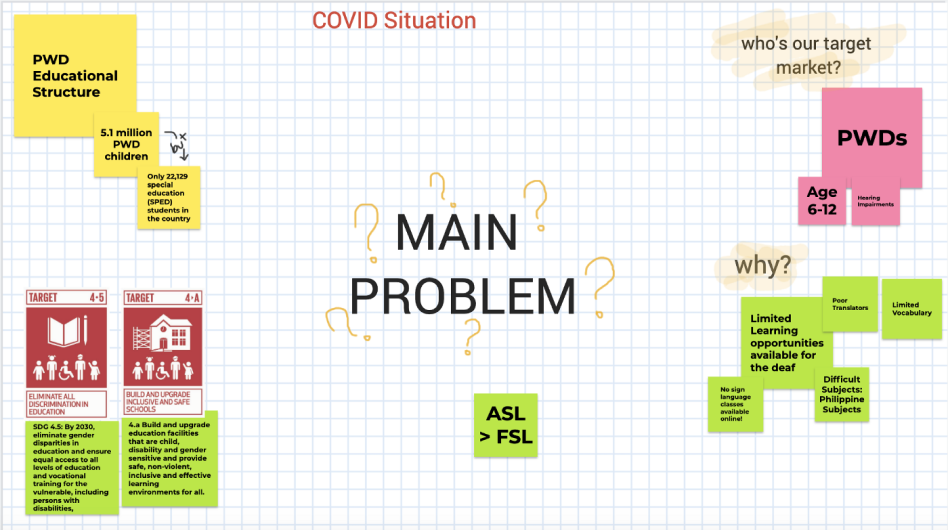 COVID Situation
PWD
Educational
Structure
5.1 million
PWD
children
Only 22,129
special
education
(SPED)
students in
the country
who's our target
market?
PWDs
Age
6-12
Hearing
Impairments
MAIN
PROBLEM
why?
Limited
Learning
opportunities
available for
the deaf
Poor
Translators
Limited
Vocabulary
No sign
language
classes
available
online!
Difficult
Subjects:
Philippine
Subjects
ASL
> FSL
TARGET 4·5
ELIMINATE ALL
DISCRIMINATION IN
EDUCATION
SDG 4.5: By 2030,
eliminate gender
disparities in
education and ensure
equal access to all
levels of education
and vocational
training for the
vulnerable, including
persons with
disabilities,
TARGET 4·A
BUILD AND UPGRADE
INCLUSIVE AND SAFE
SCHOOLS
4.a Build and upgrade
education facilities
that are child,
disability and gender
sensitive and provide
safe, non-violent,
inclusive and effective
learning
environments for all.